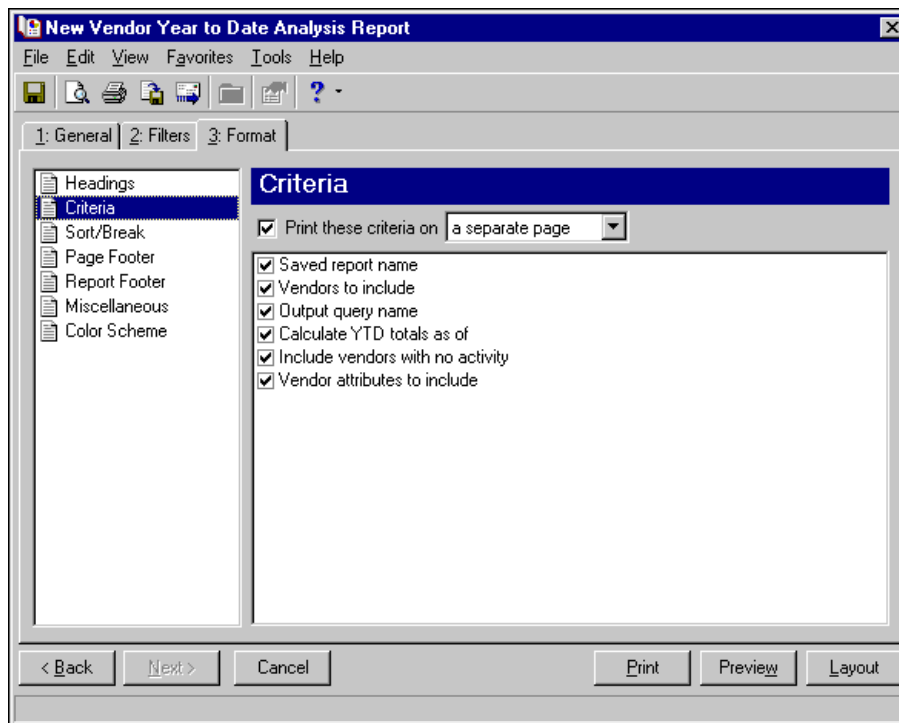 New Vendor Year to Date Analysis Report
File Edit View Favorites Tools Help
1: General 2: Filters 3: Format
Headings
Criteria
Sort/Break
Page Footer
Report Footer
Miscellaneous
Color Scheme
Criteria
Print these criteria on a separate page
Saved report name
Vendors to include
Output query name
Calculate YTD totals as of
Include vendors with no activity
Vendor attributes to include
< Back Next > Cancel Print Preview Layout